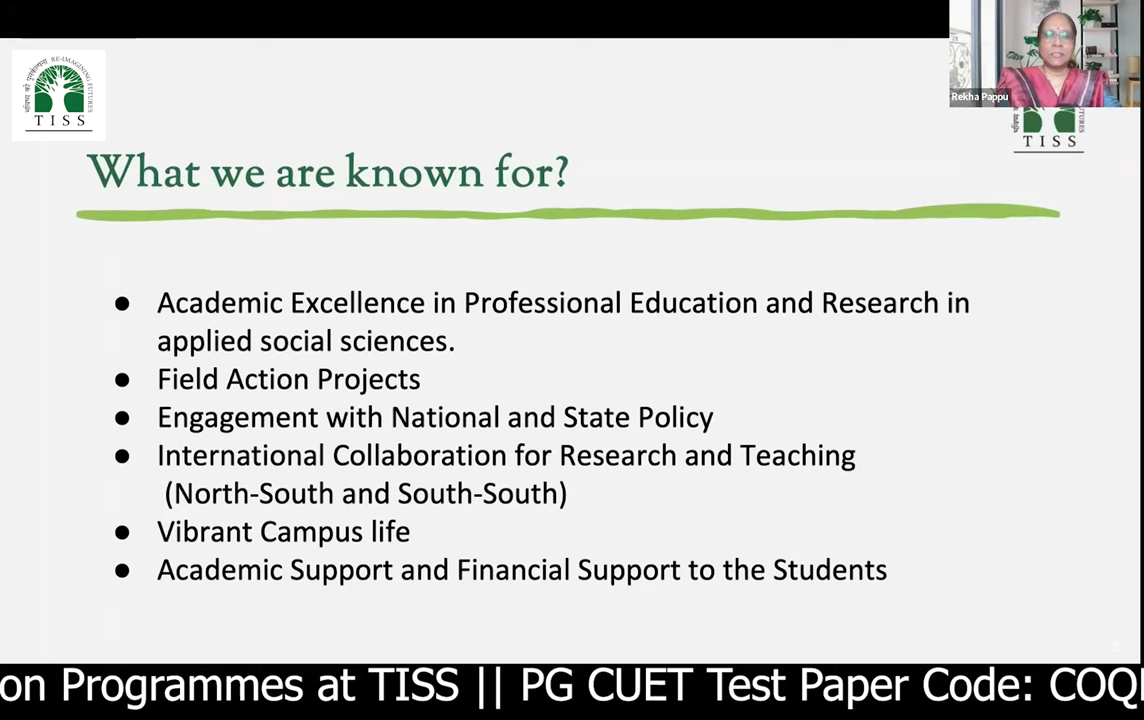 RE-IMAGINING FUTURES
TISS
Rekha Pappu
TISS
What we are known for?
● Academic Excellence in Professional Education and Research in
applied social sciences.
● Field Action Projects
● Engagement with National and State Policy
● International Collaboration for Research and Teaching
(North-South and South-South)
● Vibrant Campus life
● Academic Support and Financial Support to the Students
on Programmes at TISS || PG CUET Test Paper Code: COQ